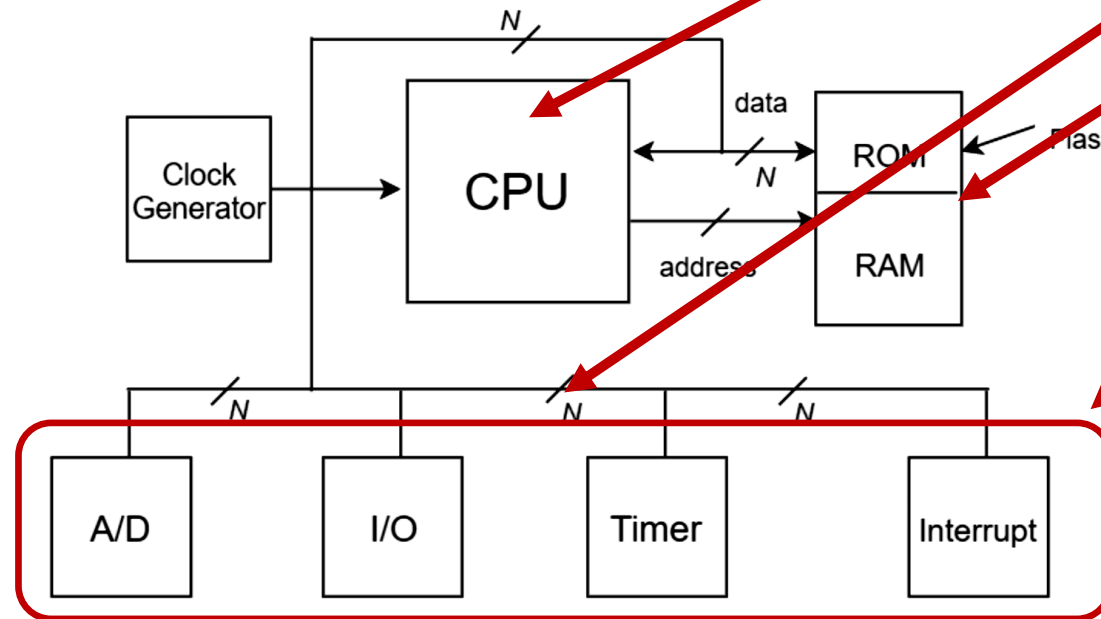 N
data
Clock
Generator
CPU
N
ROM
address
RAM
N
N
N
A/D
I/O
Timer
Interrupt